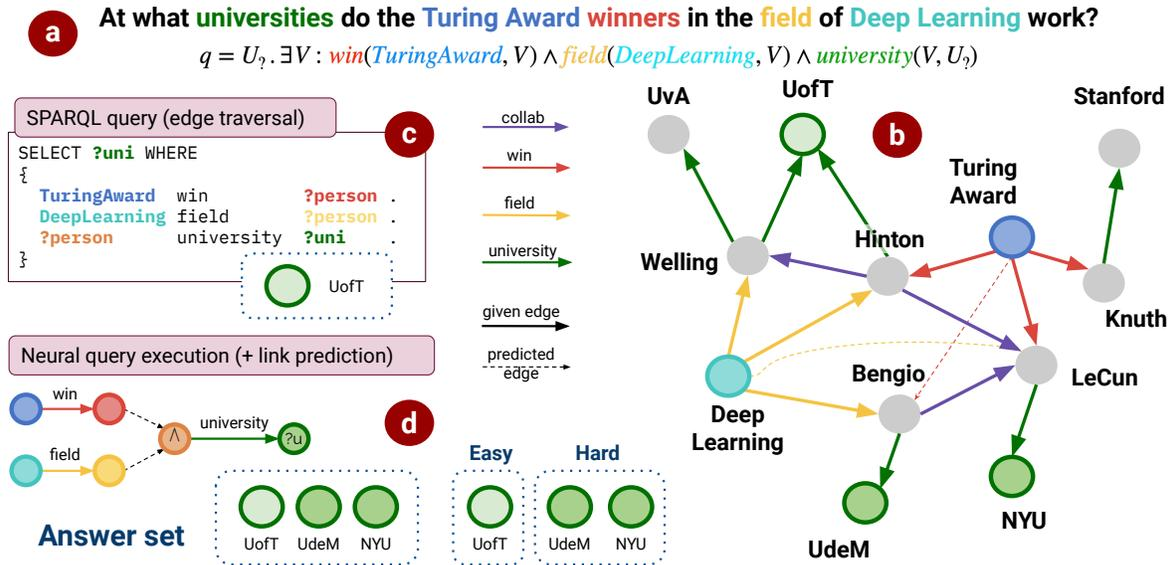 a
At what universities do the Turing Award winners in the field of Deep Learning work?
q = U?.∃V : win(TuringAward, V) ∧ field(DeepLearning, V) ∧ university(V, U?)
SPARQL query (edge traversal)
c
SELECT ?uni WHERE
{
TuringAward win ?person .
DeepLearning field ?person .
?person university ?uni .
}
UofT
Neural query execution (+ link prediction)
win
field
∧
university
?u
d
Answer set
UofT UdeM NYU
Easy
UofT
Hard
UdeM NYU
collab
win
field
university
given edge
predicted
edge
b
UvA
UofT
Stanford
Turing
Award
Welling
Hinton
Knuth
Bengio
LeCun
Deep
Learning
UdeM
NYU